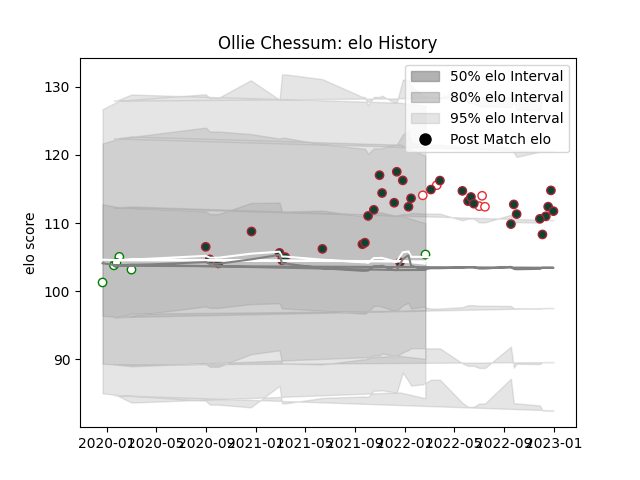 Ollie Chessum: elo History
50% elo Interval
80% elo Interval
95% elo Interval
Post Match elo
elo score
130
120
110
100
90
2020-01
2020-05
2020-09
2021-01
2021-05
2021-09
2022-01
2022-05
2022-09
2023-01